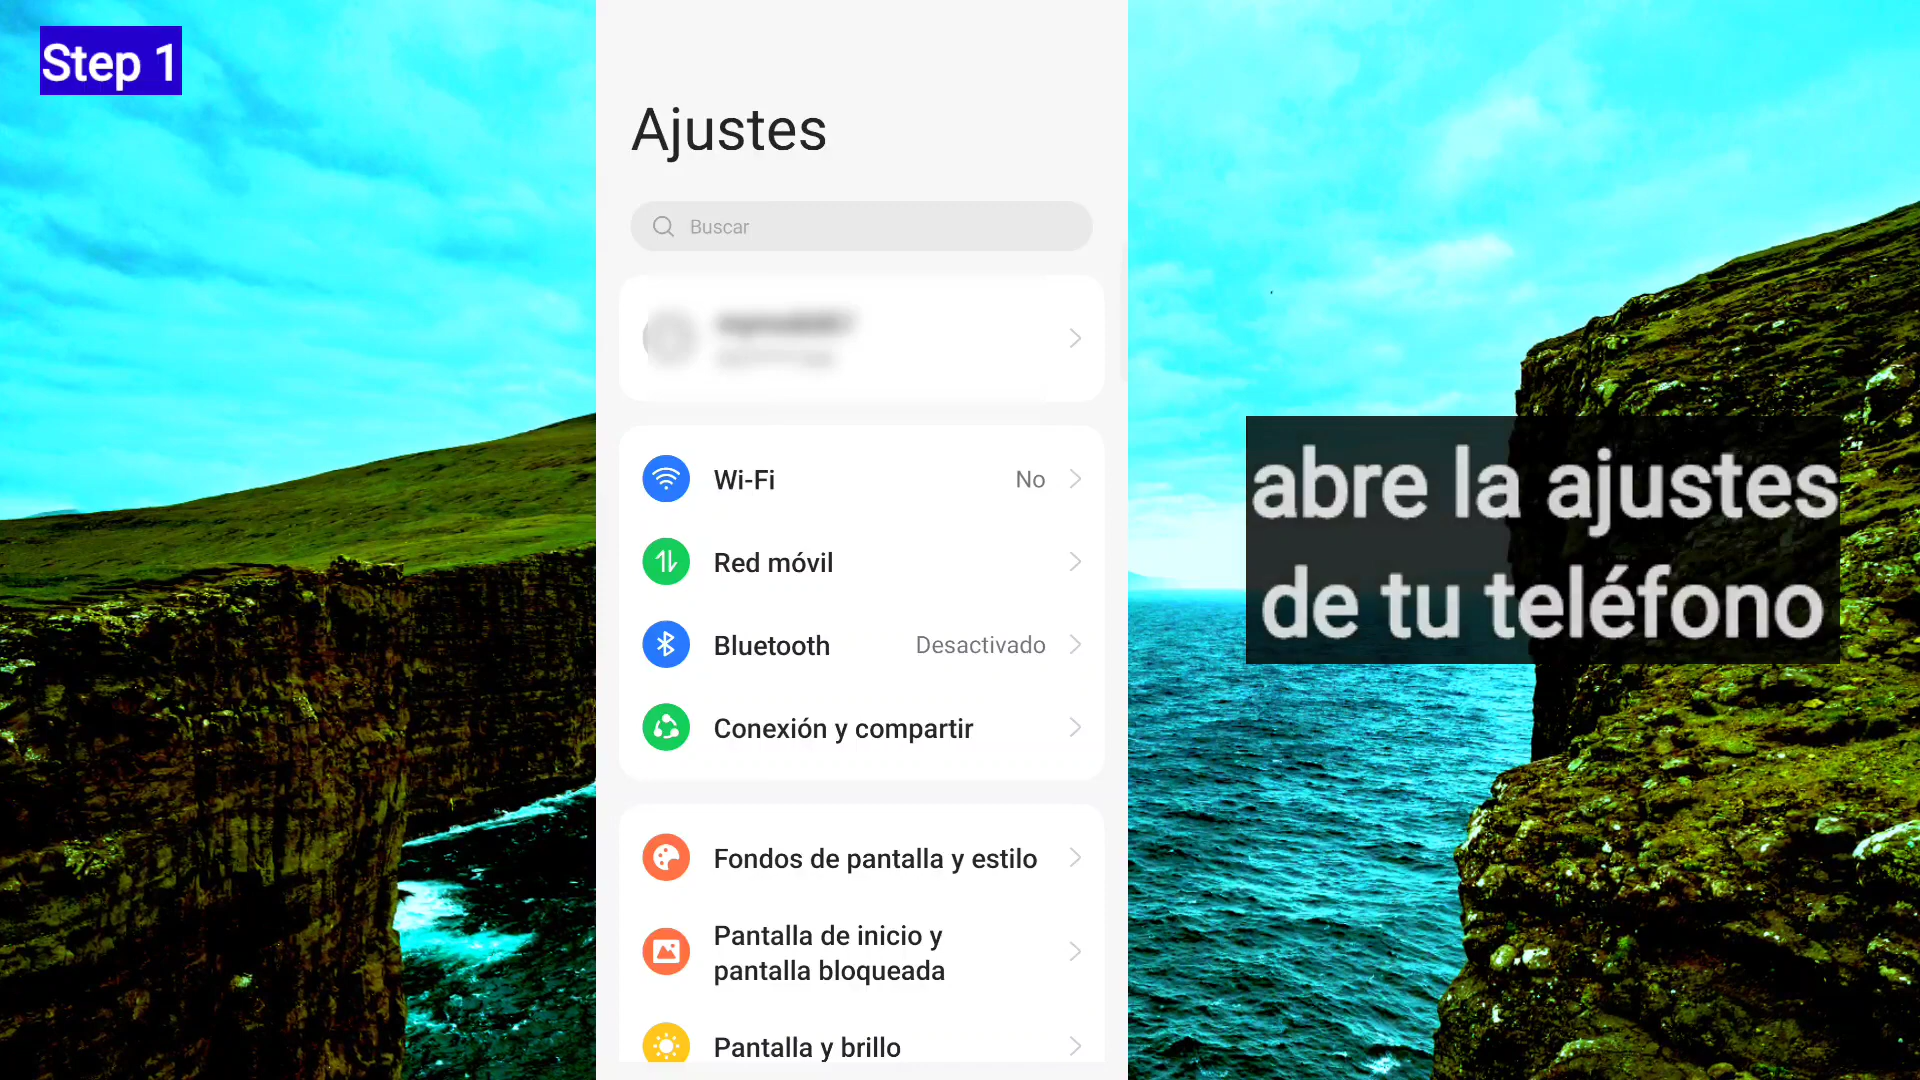 Step 1
Ajustes
Buscar
Wi-Fi No
Red móvil
Bluetooth Desactivado
Conexión y compartir
Fondos de pantalla y estilo
Pantalla de inicio y
pantalla bloqueada
Pantalla y brillo
abre la ajustes
de tu teléfono